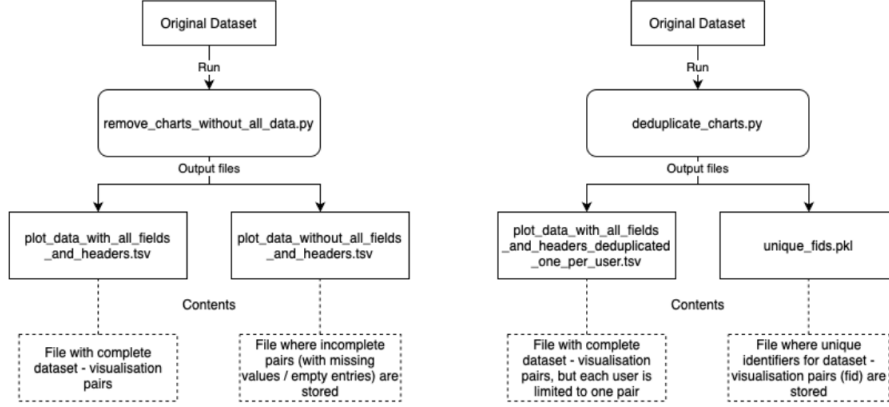 Original Dataset
Run
remove_charts_without_all_data.py
Output files
plot_data_with_all_fields
_and_headers.tsv
plot_data_without_all_fields
_and_headers.tsv
Contents
File with complete
dataset - visualisation
pairs
File where incomplete
pairs (with missing
values / empty entries) are
stored
Original Dataset
Run
deduplicate_charts.py
Output files
plot_data_with_all_fields
_and_headers_deduplicated
_one_per_user.tsv
unique_fids.pkl
Contents
File with complete
dataset - visualisation
pairs, but each user is
limited to one pair
File where unique
identifiers for dataset -
visualisation pairs (fid) are
stored